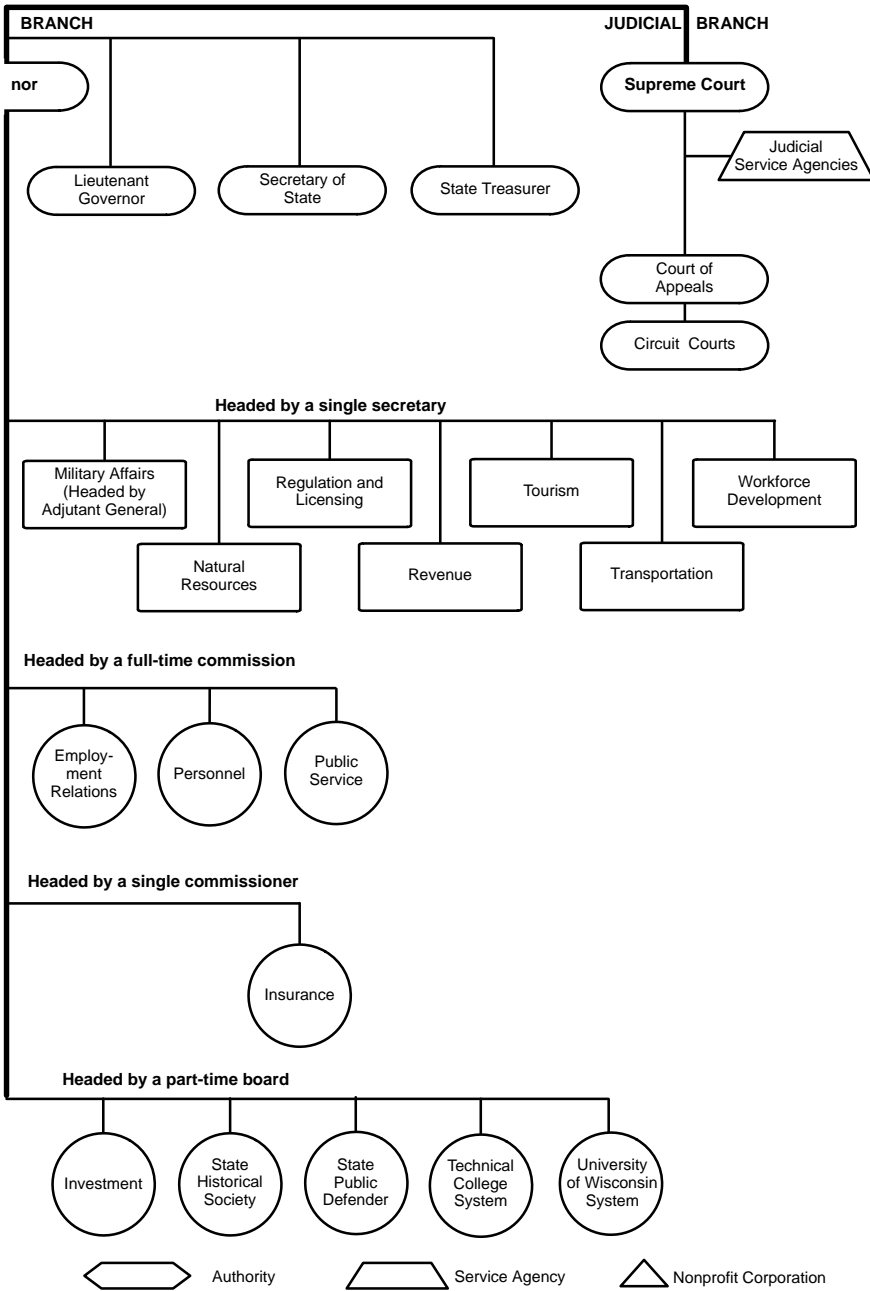 BRANCH
JUDICIAL BRANCH
nor
Supreme Court
Judicial
Service Agencies
Lieutenant
Governor
Secretary of
State
State Treasurer
Court of
Appeals
Circuit Courts
Headed by a single secretary
Military Affairs
(Headed by
Adjutant General)
Regulation and
Licensing
Tourism
Workforce
Development
Natural
Resources
Revenue
Transportation
Headed by a full-time commission
Employ-
ment
Relations
Personnel
Public
Service
Headed by a single commissioner
Insurance
Headed by a part-time board
Investment
State
Historical
Society
State
Public
Defender
Technical
College
System
University
of Wisconsin
System
Authority
Service Agency
Nonprofit Corporation